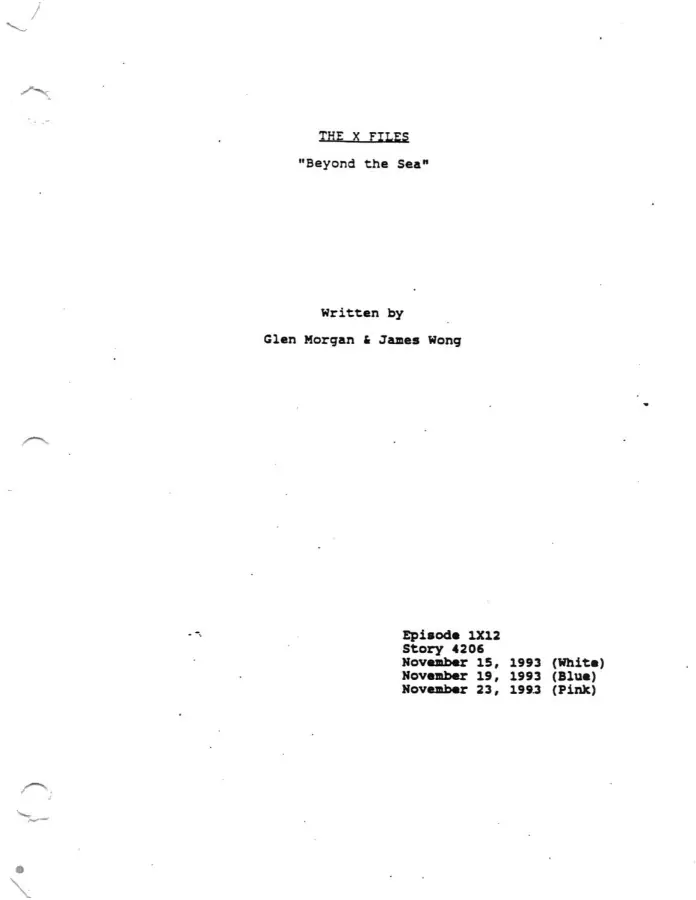 THE X FILES
"Beyond the Sea"
Written by
Glen Morgan & James Wong
Episode 1X12
Story 4206
November 15, 1993 (White)
November 19, 1993 (Blue)
November 23, 1993 (Pink)